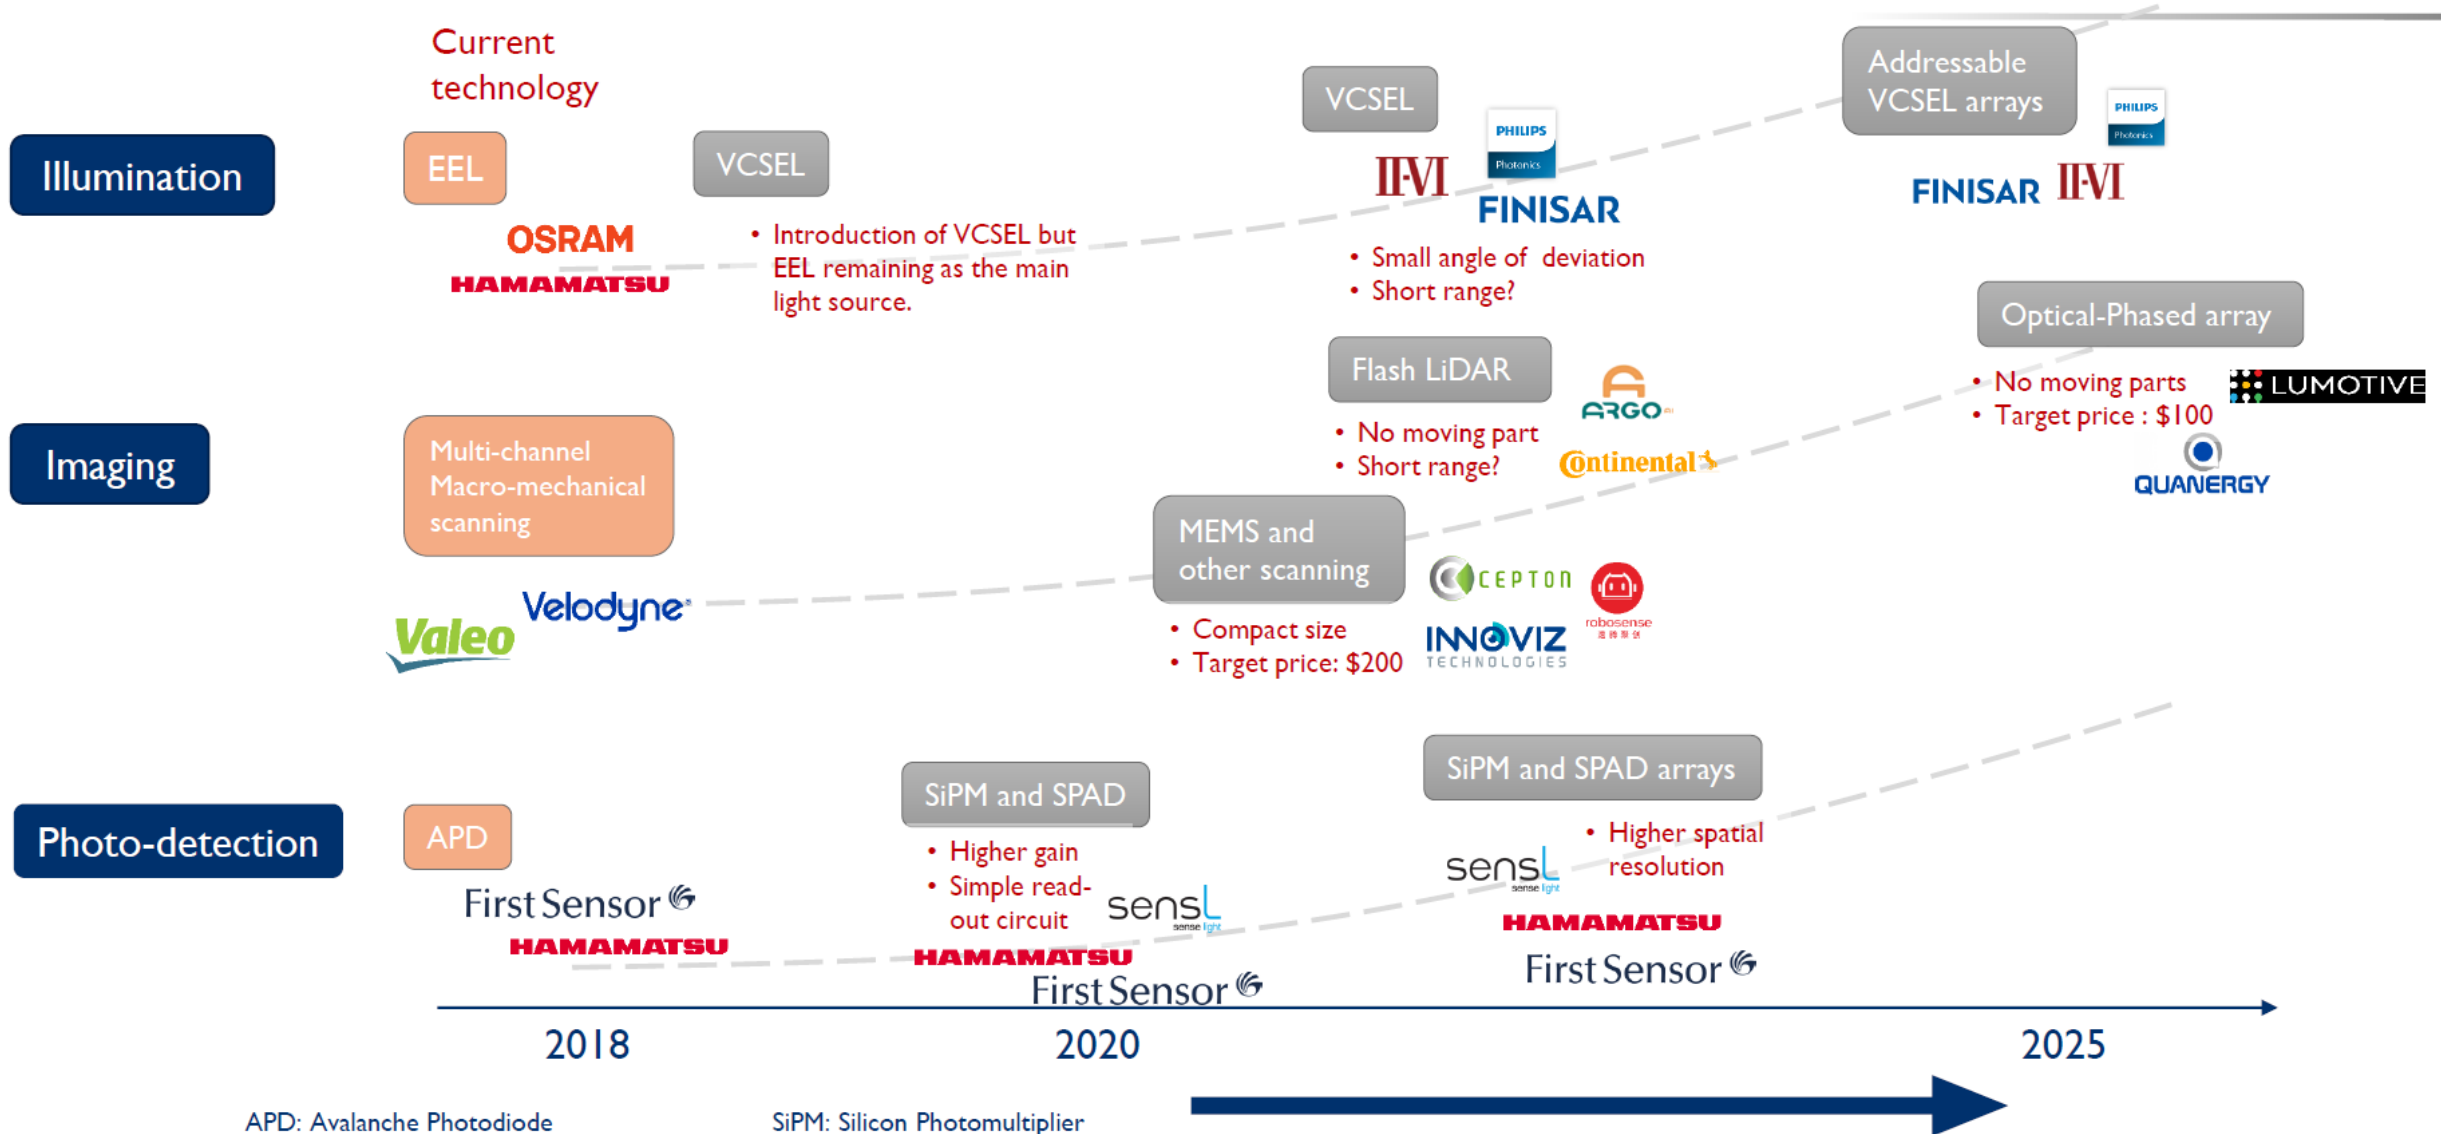 Current
technology
Illumination
EEL
OSRAM
HAMAMATSU
VCSEL
• Introduction of VCSEL but
EEL remaining as the main
light source.
VCSEL
II-VI
PHILIPS
Photonics
FINISAR
• Small angle of deviation
• Short range?
Addressable
VCSEL arrays
PHILIPS
Photonics
FINISAR
II-VI
Imaging
Multi-channel
Macro-mechanical
scanning
Valeo
Velodyne
MEMS and
other scanning
• Compact size
• Target price: $200
CEPTON
INNOVIZ
TECHNOLOGIES
robosense
Flash LiDAR
• No moving part
• Short range?
ARGO
Continental
Optical-Phased array
• No moving parts
• Target price : $100
LUMOTIVE
QUANERGY
Photo-detection
APD
First Sensor
HAMAMATSU
SiPM and SPAD
• Higher gain
• Simple read-
out circuit
sensL
sense light
HAMAMATSU
First Sensor
SiPM and SPAD arrays
• Higher spatial
resolution
sensL
sense light
HAMAMATSU
First Sensor
2018
2020
2025
APD: Avalanche Photodiode
SiPM: Silicon Photomultiplier